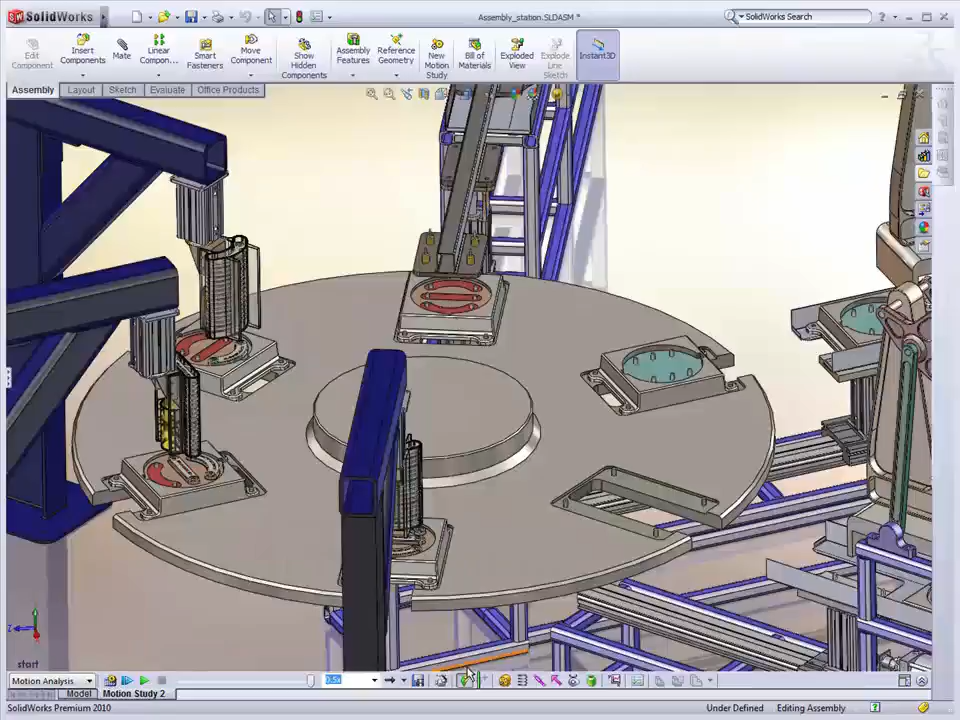 SolidWorks
Assembly_station.SLDASM *
SolidWorks Search
Edit Component
Insert Components
Mate
Linear Compon...
Smart Fasteners
Move Component
Show Hidden Components
Assembly Features
Reference Geometry
New Motion Study
Bill of Materials
Exploded View
Explode Line Sketch
Instant3D
Assembly
Layout
Sketch
Evaluate
Office Products
Z
start
Motion Analysis
0.5x
Model
Motion Study 2
SolidWorks Premium 2010
Under Defined
Editing Assembly